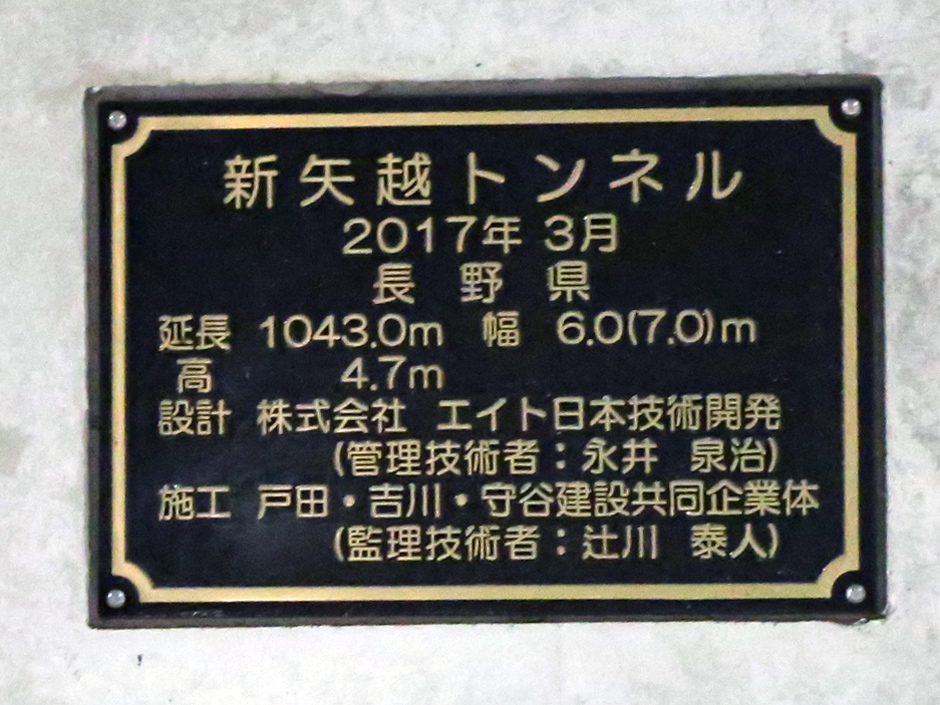 新矢越トンネル
2017年 3月
長野県
延長 1043.0m 幅 6.0(7.0)m
高 4.7m
設計 株式会社 エイト日本技術開発
(管理技術者：永井 泉治)
施工 戸田・吉川・守谷建設共同企業体
(監理技術者：辻川 泰人)